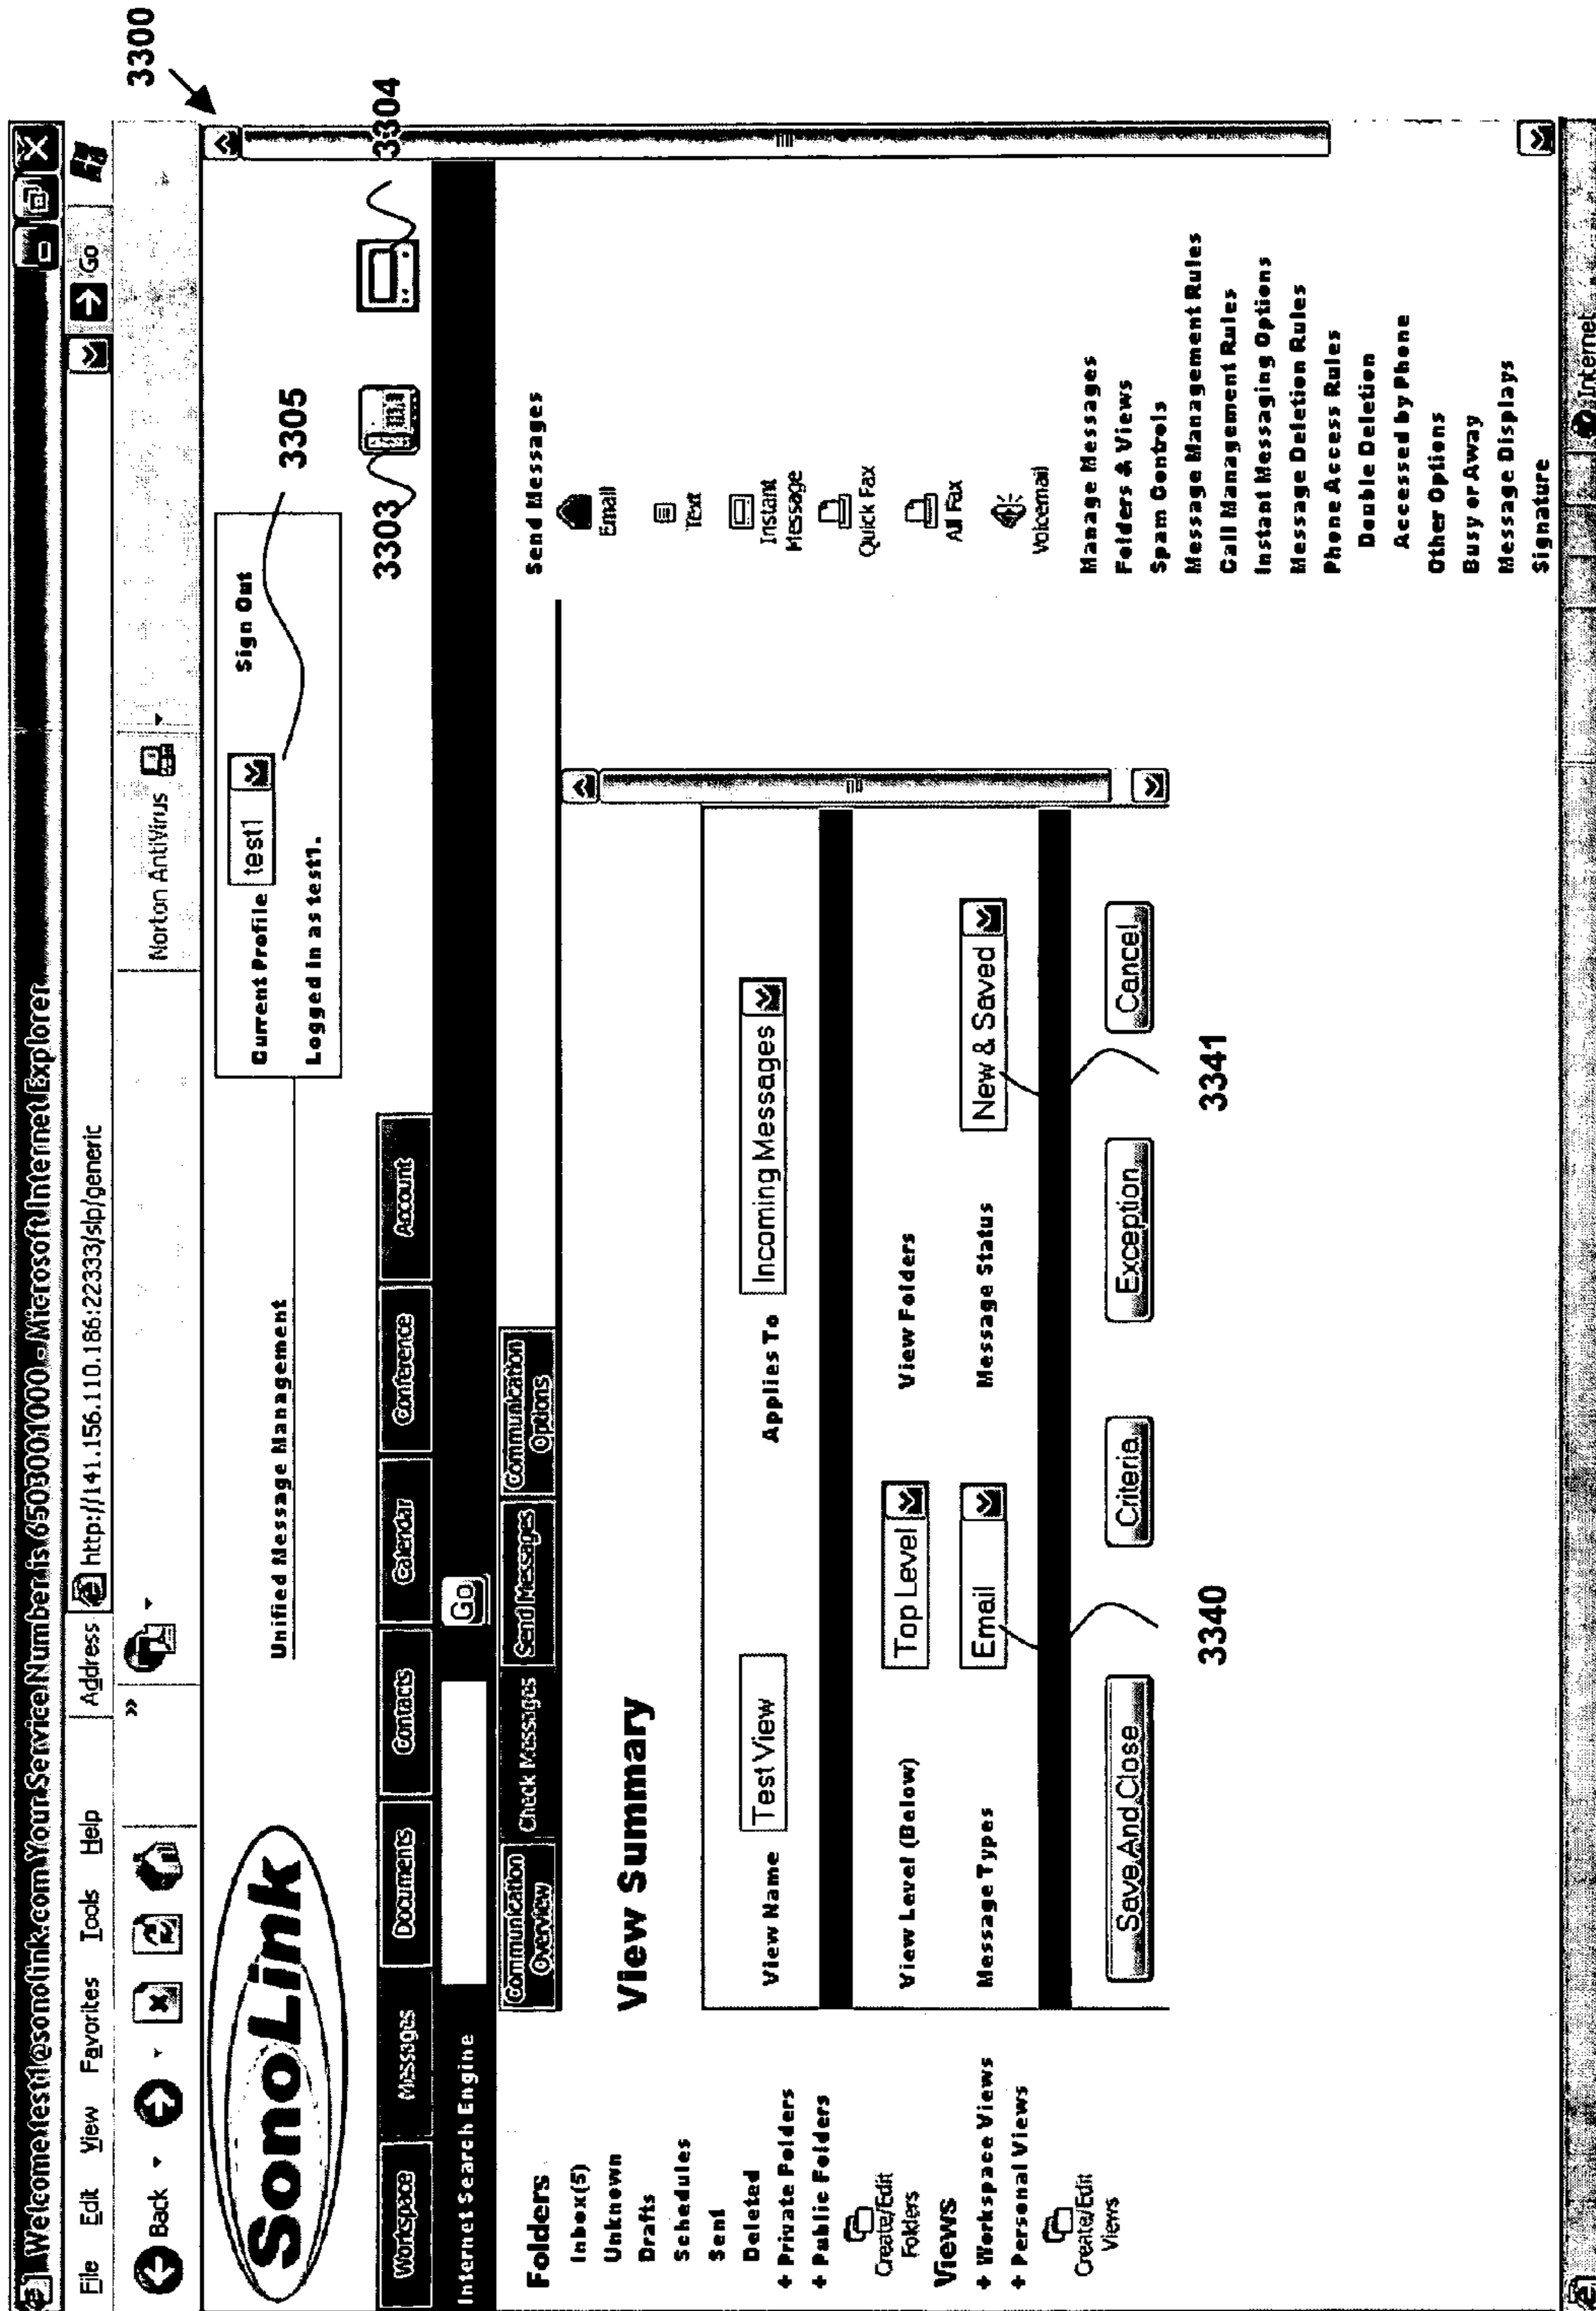 3300
Welcome test1@sonolink.com Your Service Number is 6503001000 - Microsoft Internet Explorer
File Edit View Favorites Tools Help Address http://141.156.110.186:22333/slp/generic Go
Back » Norton AntiVirus
SonoLink
Unified Message Management
Current Profile test1 Sign Out
Logged in as test1.
3305
3303
3304
Workspace Messages Documents Contacts Calendar Conference Account
Internet Search Engine Go
Communication Overview Check Messages Send Messages Communication Options
Folders
Inbox(5)
Unknown
Drafts
Schedules
Sent
Deleted
+ Private Folders
+ Public Folders
Create/Edit
Folders
Views
+ Workspace Views
+ Personal Views
Create/Edit
Views
View Summary
View Name Test View Applies To Incoming Messages
View Level (Below) Top Level View Folders
Message Types Email Message Status New & Saved
Save And Close Criteria Exception Cancel
3340
3341
Send Messages
Email
Text
Instant
Message
Quick Fax
All Fax
Voicemail
Manage Messages
Folders & Views
Spam Controls
Message Management Rules
Call Management Rules
Instant Messaging Options
Message Deletion Rules
Phone Access Rules
Double Deletion
Accessed by Phone
Other Options
Busy or Away
Message Displays
Signature
Internet